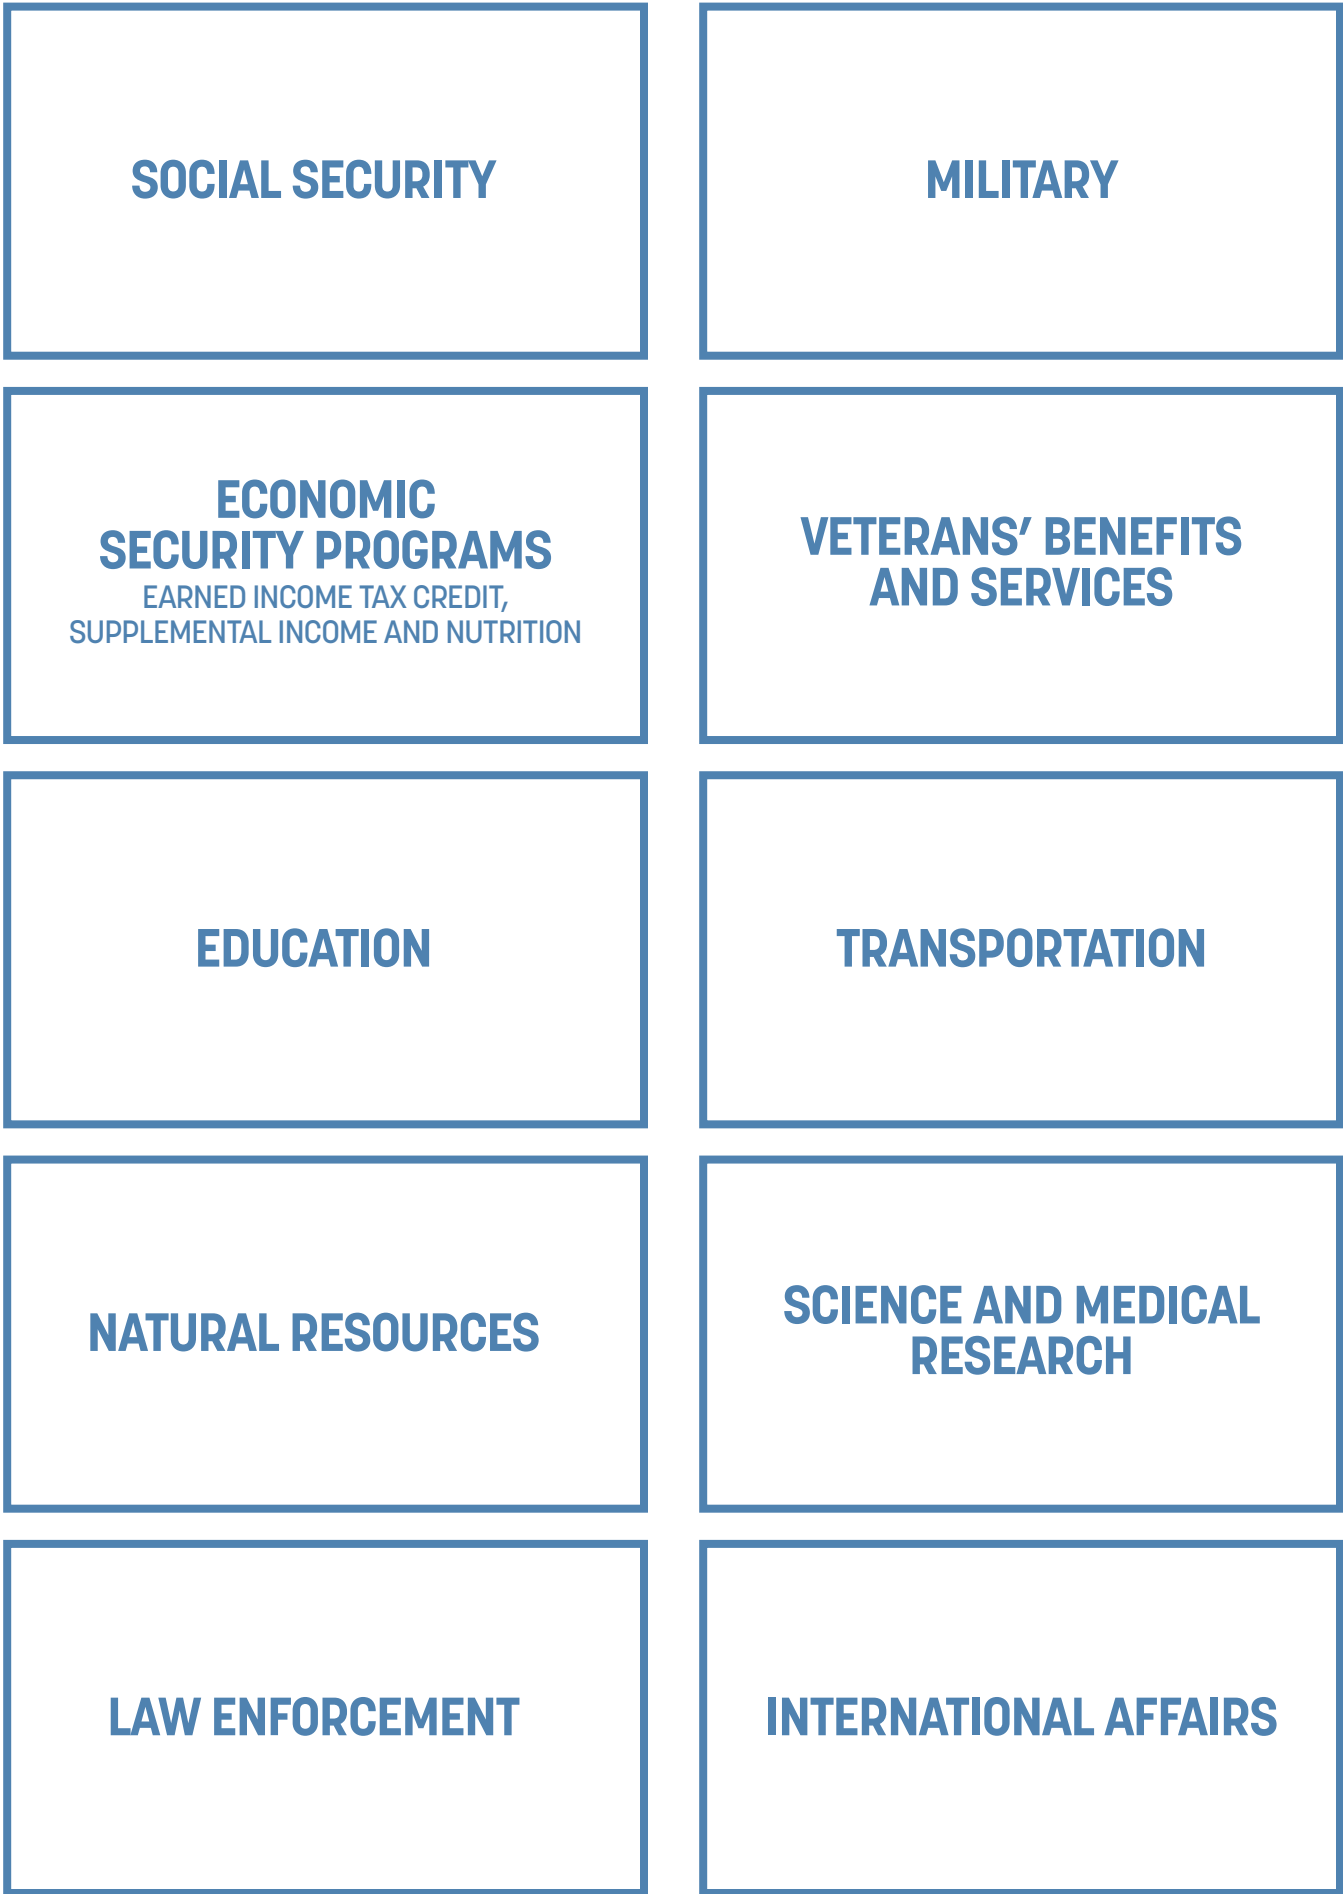 SOCIAL SECURITY
MILITARY
ECONOMIC
SECURITY PROGRAMS
EARNED INCOME TAX CREDIT,
SUPPLEMENTAL INCOME AND NUTRITION
VETERANS’ BENEFITS
AND SERVICES
EDUCATION
TRANSPORTATION
NATURAL RESOURCES
SCIENCE AND MEDICAL
RESEARCH
LAW ENFORCEMENT
INTERNATIONAL AFFAIRS